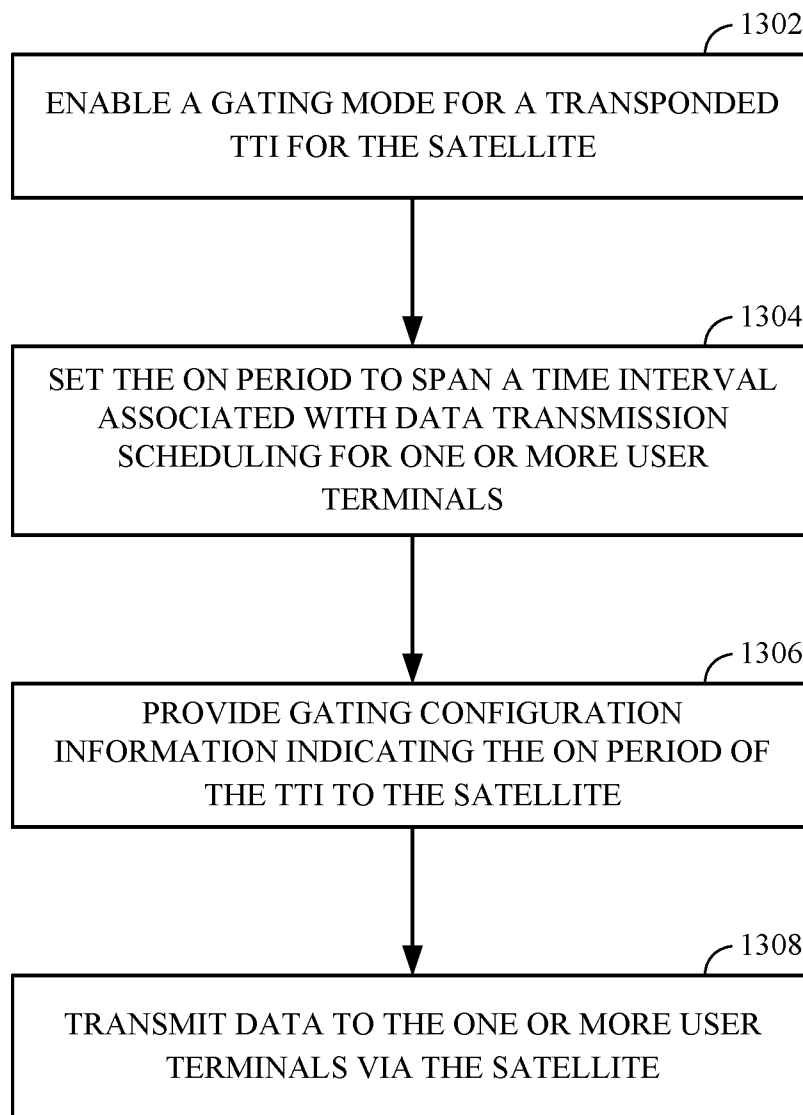 1302
ENABLE A GATING MODE FOR A TRANSPONDED
TTI FOR THE SATELLITE
1304
SET THE ON PERIOD TO SPAN A TIME INTERVAL
ASSOCIATED WITH DATA TRANSMISSION
SCHEDULING FOR ONE OR MORE USER
TERMINALS
1306
PROVIDE GATING CONFIGURATION
INFORMATION INDICATING THE ON PERIOD OF
THE TTI TO THE SATELLITE
1308
TRANSMIT DATA TO THE ONE OR MORE USER
TERMINALS VIA THE SATELLITE